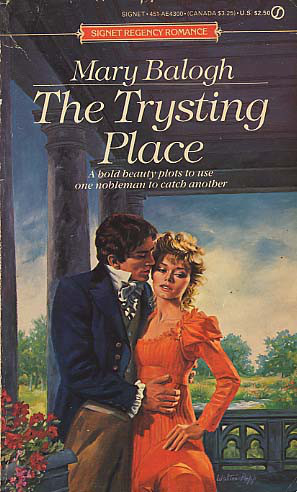 SIGNET • 451-AE4300 • (CANADA $3.25) • U.S. $2.50
SIGNET REGENCY ROMANCE
Mary Balogh
The Trysting
Place
A bold beauty plots to use
one nobleman to catch another